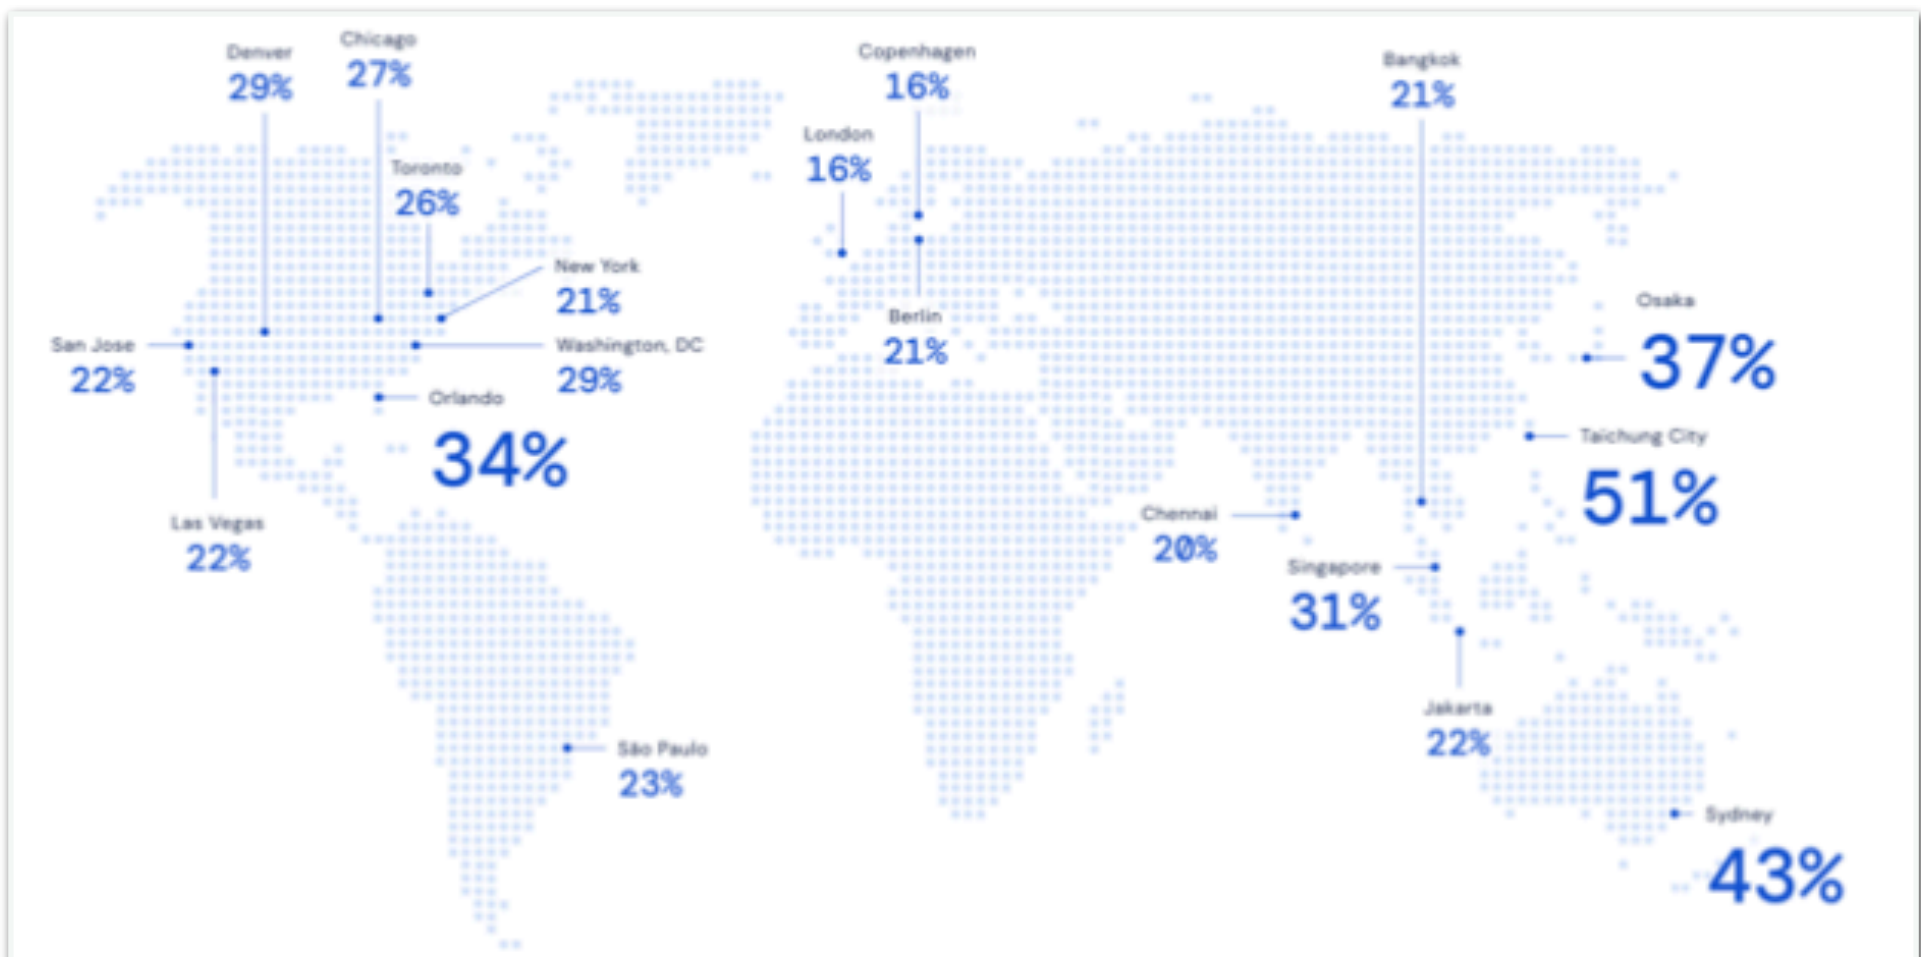 Denver
29%
Chicago
27%
Toronto
26%
New York
21%
San Jose
22%
Washington, DC
29%
Orlando
34%
Las Vegas
22%
São Paulo
23%
Copenhagen
16%
London
16%
Berlin
21%
Bangkok
21%
Osaka
37%
Taichung City
51%
Chennai
20%
Singapore
31%
Jakarta
22%
Sydney
43%